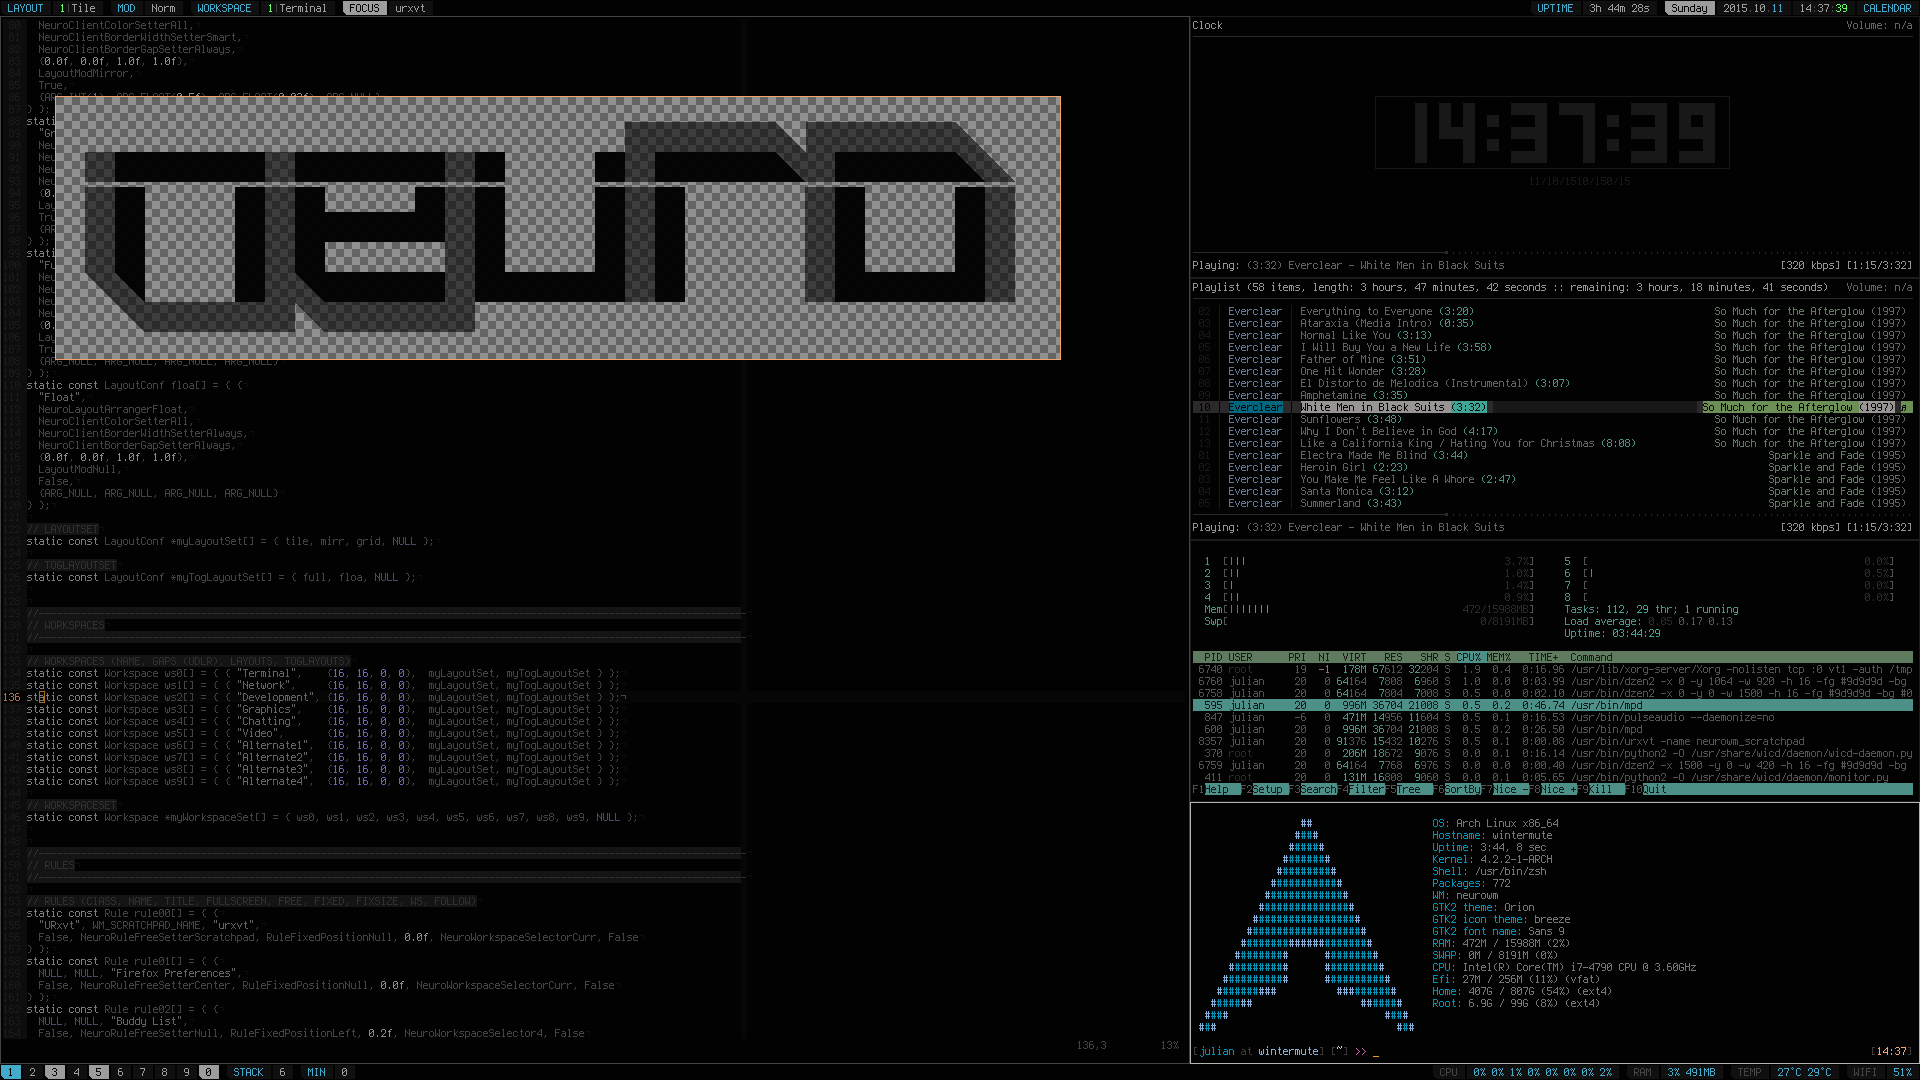 LAYOUT 1 Tile MOD Norm WORKSPACE 1 Terminal FOCUS urxvt
UPTIME 3h 44m 28s Sunday 2015.10.11 14:37:39 CALENDAR
NeuroClientColorSetterAll,
NeuroClientBorderWidthSetterSmart,
NeuroClientBorderGapSetterAlways,
(0.0f, 0.0f, 1.0f, 1.0f),
LayoutModMirror,
True,
static const LayoutConf floa[] = { {
"Float",
NeuroLayoutArrangerFloat,
NeuroClientColorSetterAll,
NeuroClientBorderWidthSetterAlways,
NeuroClientBorderGapSetterAlways,
(0.0f, 0.0f, 1.0f, 1.0f),
LayoutModNull,
False,
{ARG_NULL, ARG_NULL, ARG_NULL, ARG_NULL}
} };
// LAYOUTSET
static const LayoutConf *myLayoutSet[] = { tile, mirr, grid, NULL };
// TOGLAYOUTSET
static const LayoutConf *myTogLayoutSet[] = { full, floa, NULL };
// WORKSPACES
// WORKSPACES (NAME, GAPS (UDLR), LAYOUTS, TOGLAYOUTS)
static const Workspace ws0[] = { { "Terminal", {16, 16, 0, 0}, myLayoutSet, myTogLayoutSet } };
static const Workspace ws1[] = { { "Network", {16, 16, 0, 0}, myLayoutSet, myTogLayoutSet } };
136 static const Workspace ws2[] = { { "Development", {16, 16, 0, 0}, myLayoutSet, myTogLayoutSet } };
static const Workspace ws3[] = { { "Graphics", {16, 16, 0, 0}, myLayoutSet, myTogLayoutSet } };
static const Workspace ws4[] = { { "Chatting", {16, 16, 0, 0}, myLayoutSet, myTogLayoutSet } };
static const Workspace ws5[] = { { "Video", {16, 16, 0, 0}, myLayoutSet, myTogLayoutSet } };
static const Workspace ws6[] = { { "Alternate1", {16, 16, 0, 0}, myLayoutSet, myTogLayoutSet } };
static const Workspace ws7[] = { { "Alternate2", {16, 16, 0, 0}, myLayoutSet, myTogLayoutSet } };
static const Workspace ws8[] = { { "Alternate3", {16, 16, 0, 0}, myLayoutSet, myTogLayoutSet } };
static const Workspace ws9[] = { { "Alternate4", {16, 16, 0, 0}, myLayoutSet, myTogLayoutSet } };
// WORKSPACESET
static const Workspace *myWorkspaceSet[] = { ws0, ws1, ws2, ws3, ws4, ws5, ws6, ws7, ws8, ws9, NULL };
// RULES
// RULES (CLASS, NAME, TITLE, FULLSCREEN, FREE, FIXED, FIXSIZE, WS, FOLLOW)
static const Rule rule00[] = { {
"URxvt", WM_SCRATCHPAD_NAME, "urxvt",
False, NeuroRuleFreeSetterScratchpad, RuleFixedPositionNull, 0.0f, NeuroWorkspaceSelectorCurr, False
} };
static const Rule rule01[] = { {
NULL, NULL, "Firefox Preferences",
False, NeuroRuleFreeSetterCenter, RuleFixedPositionNull, 0.0f, NeuroWorkspaceSelectorCurr, False
} };
static const Rule rule02[] = { {
NULL, NULL, "Buddy List",
False, NeuroRuleFreeSetterNull, RuleFixedPositionLeft, 0.2f, NeuroWorkspaceSelector4, False
136,3 13%
Clock Volume: n/a
14:37:39
Playing: (3:32) Everclear - White Men in Black Suits [320 kbps] [1:15/3:32]
Playlist (58 items, length: 3 hours, 47 minutes, 42 seconds :: remaining: 3 hours, 18 minutes, 41 seconds) Volume: n/a
02 Everclear Everything to Everyone (3:20) So Much for the Afterglow (1997)
03 Everclear Ataraxia (Media Intro) (0:35) So Much for the Afterglow (1997)
04 Everclear Normal Like You (3:13) So Much for the Afterglow (1997)
05 Everclear I Will Buy You a New Life (3:58) So Much for the Afterglow (1997)
06 Everclear Father of Mine (3:51) So Much for the Afterglow (1997)
07 Everclear One Hit Wonder (3:28) So Much for the Afterglow (1997)
08 Everclear El Distorto de Melodica (Instrumental) (3:07) So Much for the Afterglow (1997)
09 Everclear Amphetamine (3:35) So Much for the Afterglow (1997)
10 Everclear White Men in Black Suits (3:32) So Much for the Afterglow (1997)
11 Everclear Sunflowers (3:48) So Much for the Afterglow (1997)
12 Everclear Why I Don't Believe in God (4:17) So Much for the Afterglow (1997)
13 Everclear Like a California King / Hating You for Christmas (8:08) So Much for the Afterglow (1997)
01 Everclear Electra Made Me Blind (3:44) Sparkle and Fade (1995)
02 Everclear Heroin Girl (2:23) Sparkle and Fade (1995)
03 Everclear You Make Me Feel Like A Whore (2:47) Sparkle and Fade (1995)
04 Everclear Santa Monica (3:12) Sparkle and Fade (1995)
05 Everclear Summerland (3:43) Sparkle and Fade (1995)
Playing: (3:32) Everclear - White Men in Black Suits [320 kbps] [1:15/3:32]
1 [||| 3.7%] 5 [ 0.0%]
2 [|| 1.0%] 6 [| 0.5%]
3 [| 1.4%] 7 [ 0.0%]
4 [|| 0.9%] 8 [ 0.0%]
Mem[||||||| 472/15988MB] Tasks: 112, 29 thr; 1 running
Swp[ 0/8191MB] Load average: 0.05 0.17 0.13
Uptime: 03:44:29
PID USER PRI NI VIRT RES SHR S CPU% MEM% TIME+ Command
6740 root 19 -1 178M 67612 32204 S 1.9 0.4 0:16.96 /usr/lib/xorg-server/Xorg -nolisten tcp :0 vt1 -auth /tmp
6760 julian 20 0 64164 7808 6960 S 1.0 0.0 0:03.99 /usr/bin/dzen2 -x 0 -y 1064 -w 920 -h 16 -fg #9d9d9d -bg
6758 julian 20 0 64164 7804 7008 S 0.5 0.0 0:02.10 /usr/bin/dzen2 -x 0 -y 0 -w 1500 -h 16 -fg #9d9d9d -bg #0
595 julian 20 0 996M 36704 21008 S 0.5 0.2 0:46.74 /usr/bin/mpd
847 julian -6 0 471M 14956 11604 S 0.5 0.1 0:16.53 /usr/bin/pulseaudio --daemonize=no
600 julian 20 0 996M 36704 21008 S 0.5 0.2 0:26.50 /usr/bin/mpd
8357 julian 20 0 91376 15432 10276 S 0.5 0.1 0:00.08 /usr/bin/urxvt -name neurowm_scratchpad
370 root 20 0 206M 18672 9276 S 0.0 0.1 0:16.14 /usr/bin/python2 -O /usr/share/wicd/daemon/wicd-daemon.py
6759 julian 20 0 64164 7768 6976 S 0.0 0.0 0:00.40 /usr/bin/dzen2 -x 1500 -y 0 -w 420 -h 16 -fg #9d9d9d -bg
411 root 20 0 131M 16808 9060 S 0.0 0.1 0:05.65 /usr/bin/python2 -O /usr/share/wicd/daemon/monitor.py
F1Help F2Setup F3Search F4Filter F5Tree F6SortBy F7Nice - F8Nice + F9Kill F10Quit
OS: Arch Linux x86_64
Hostname: wintermute
Uptime: 3:44, 8 sec
Kernel: 4.2.2-1-ARCH
Shell: /usr/bin/zsh
Packages: 772
WM: neurowm
GTK2 theme: Orion
GTK2 icon theme: breeze
GTK2 font name: Sans 9
RAM: 472M / 15988M (2%)
SWAP: 0M / 8191M (0%)
CPU: Intel(R) Core(TM) i7-4790 CPU @ 3.60GHz
Efi: 27M / 256M (11%) (vfat)
Home: 407G / 807G (54%) (ext4)
Root: 6.9G / 99G (8%) (ext4)
[julian at wintermute] [~] >> _ [14:37]
1 2 3 4 5 6 7 8 9 0 STACK 6 MIN 0
CPU 0% 0% 1% 0% 0% 0% 0% 2% RAM 3% 491MB TEMP 27°C 29°C WIFI 51%